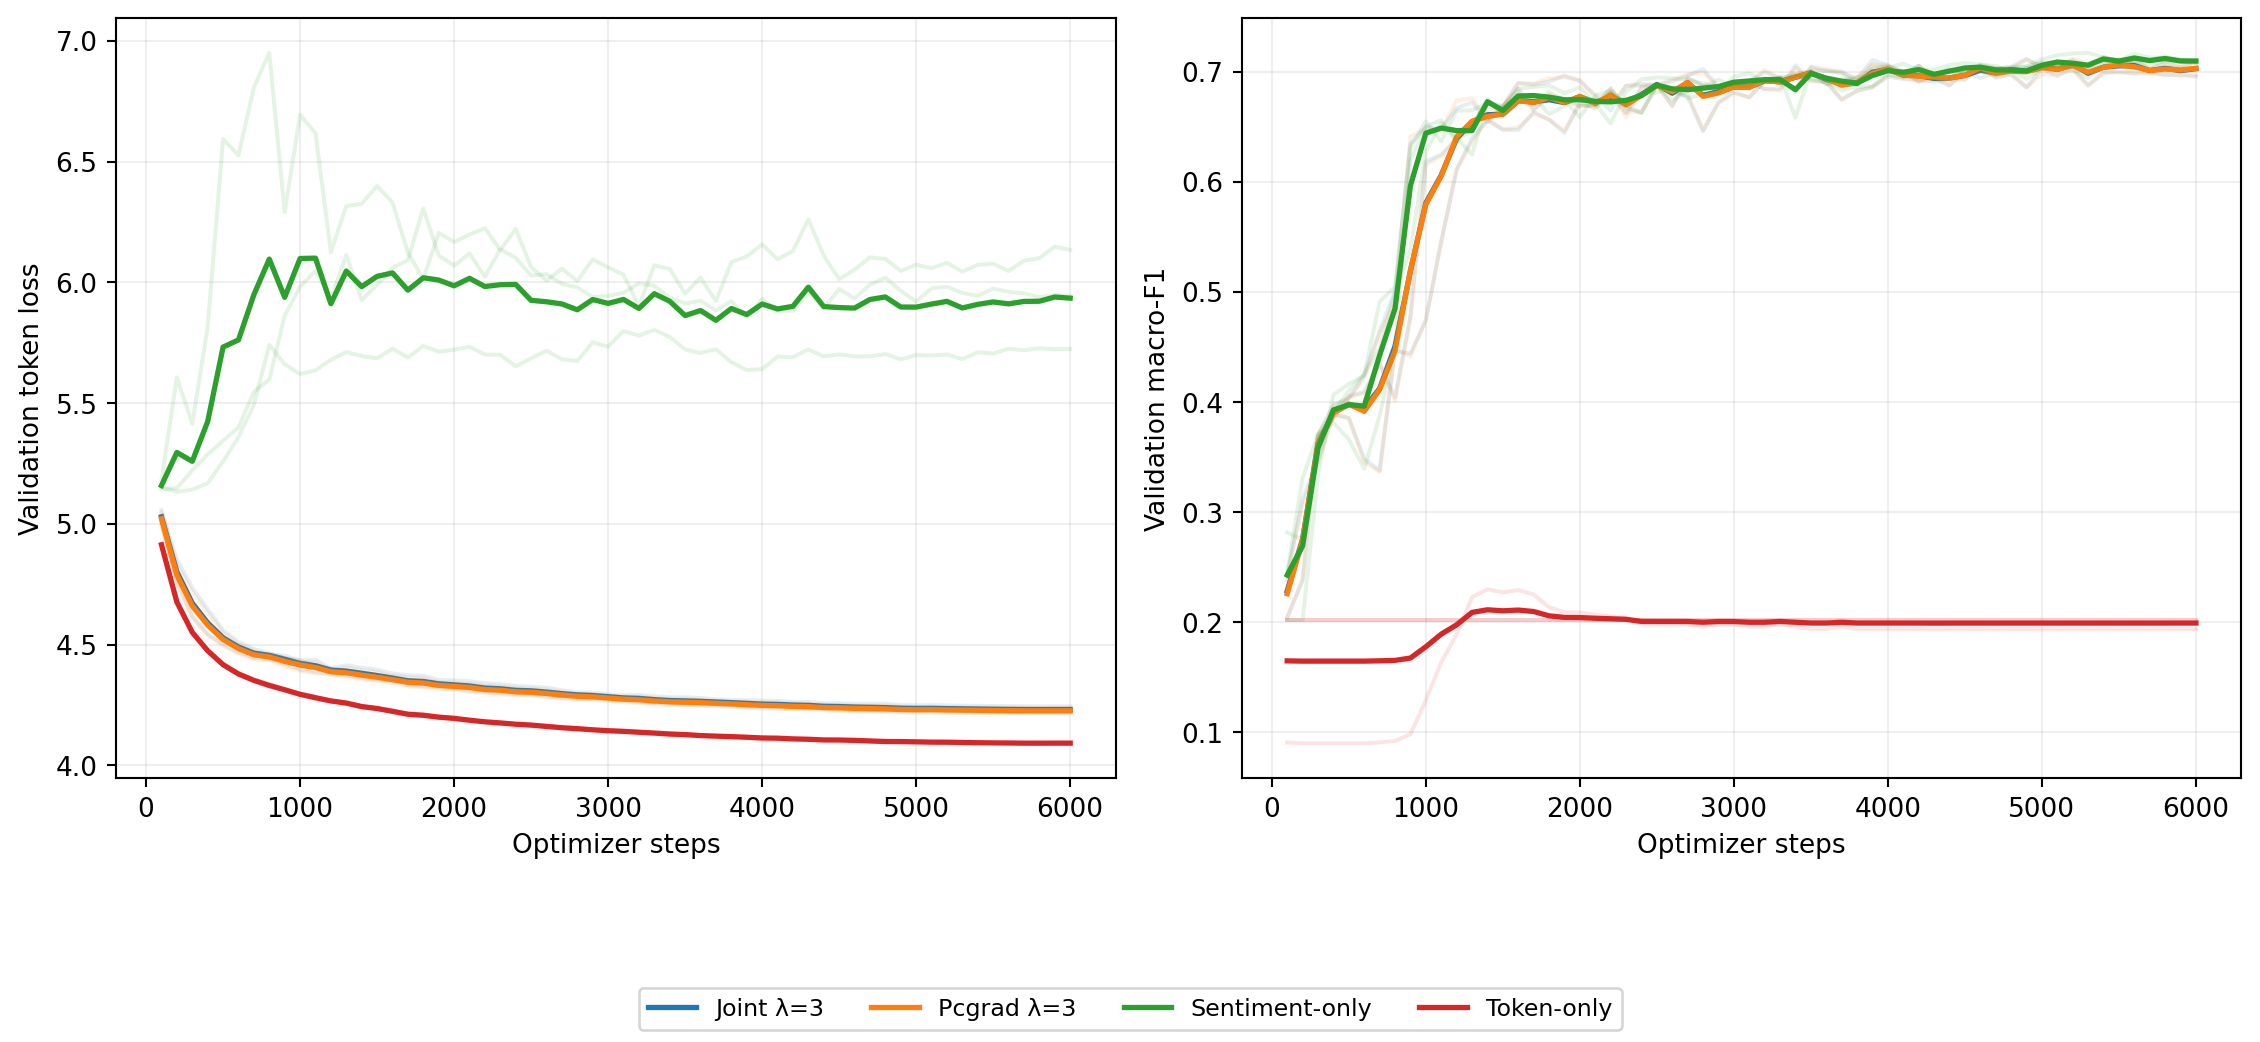 Validation token loss
7.0
6.5
6.0
5.5
5.0
4.5
4.0
0 1000 2000 3000 4000 5000 6000
Optimizer steps
Validation macro-F1
0.7
0.6
0.5
0.4
0.3
0.2
0.1
0 1000 2000 3000 4000 5000 6000
Optimizer steps
Joint λ=3 Pcgrad λ=3 Sentiment-only Token-only